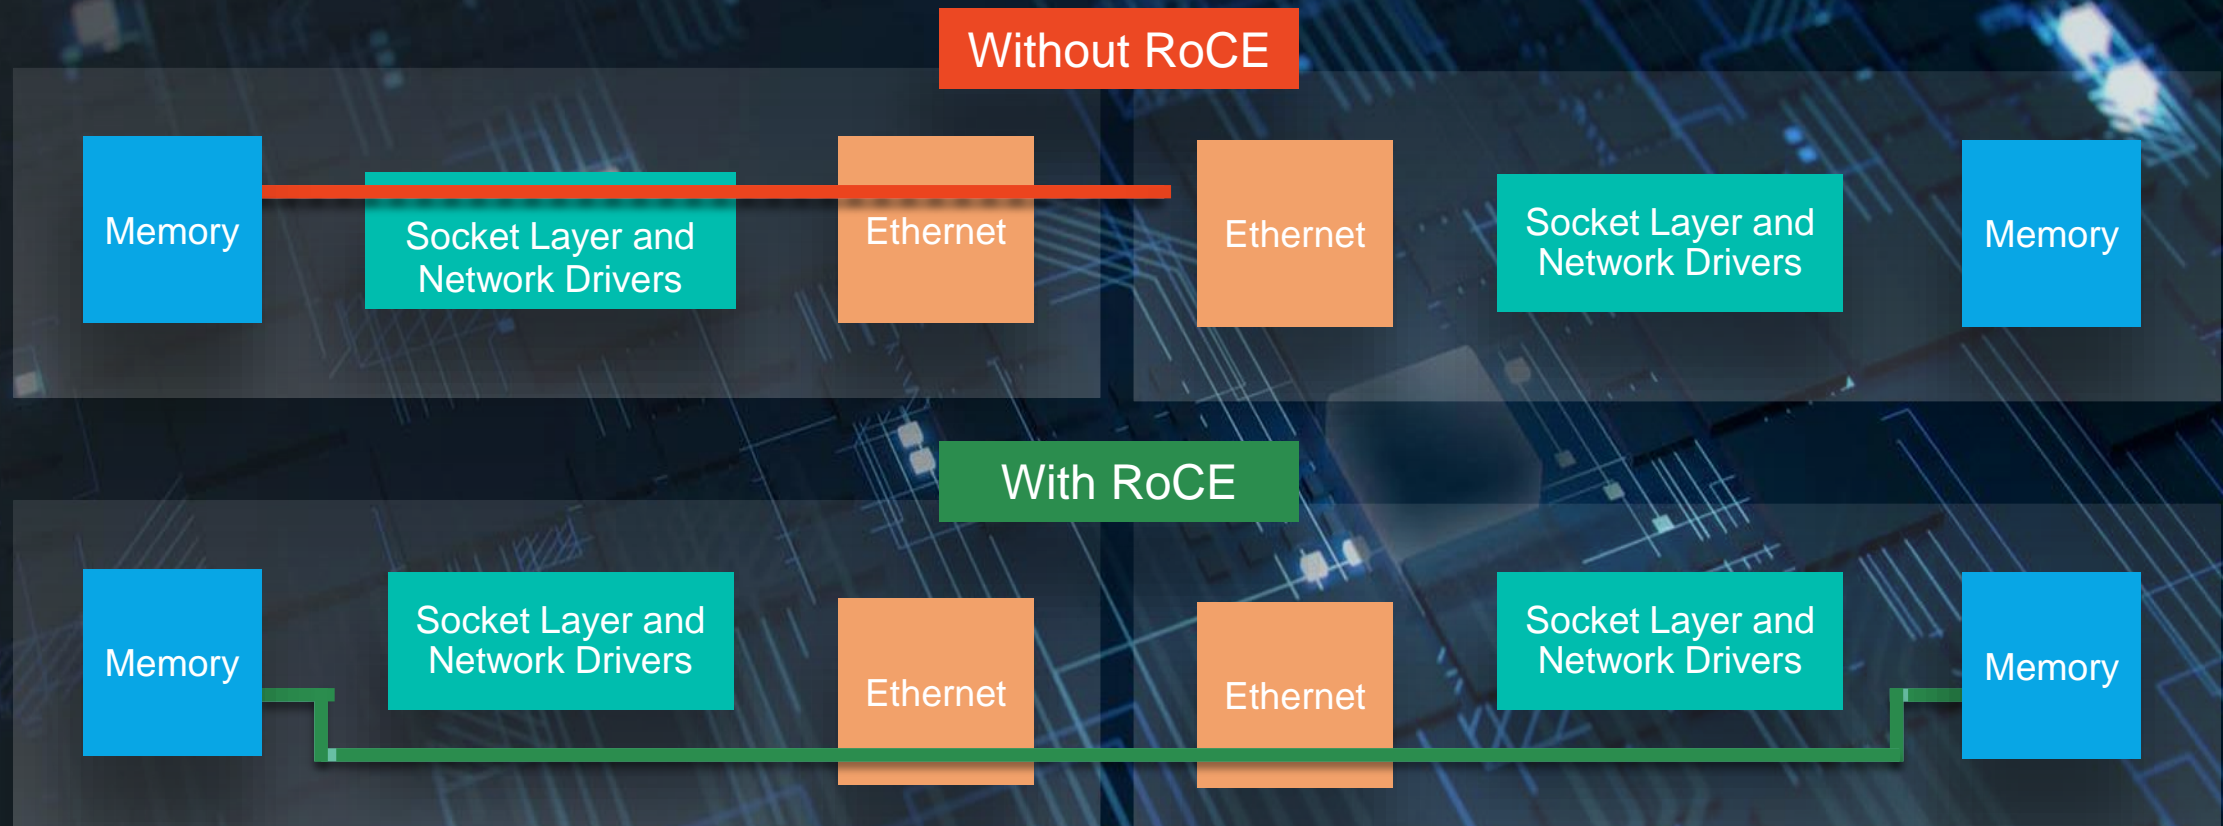 Without RoCE
Memory
Socket Layer and
Network Drivers
Ethernet
Ethernet
Socket Layer and
Network Drivers
Memory
With RoCE
Memory
Socket Layer and
Network Drivers
Ethernet
Ethernet
Socket Layer and
Network Drivers
Memory